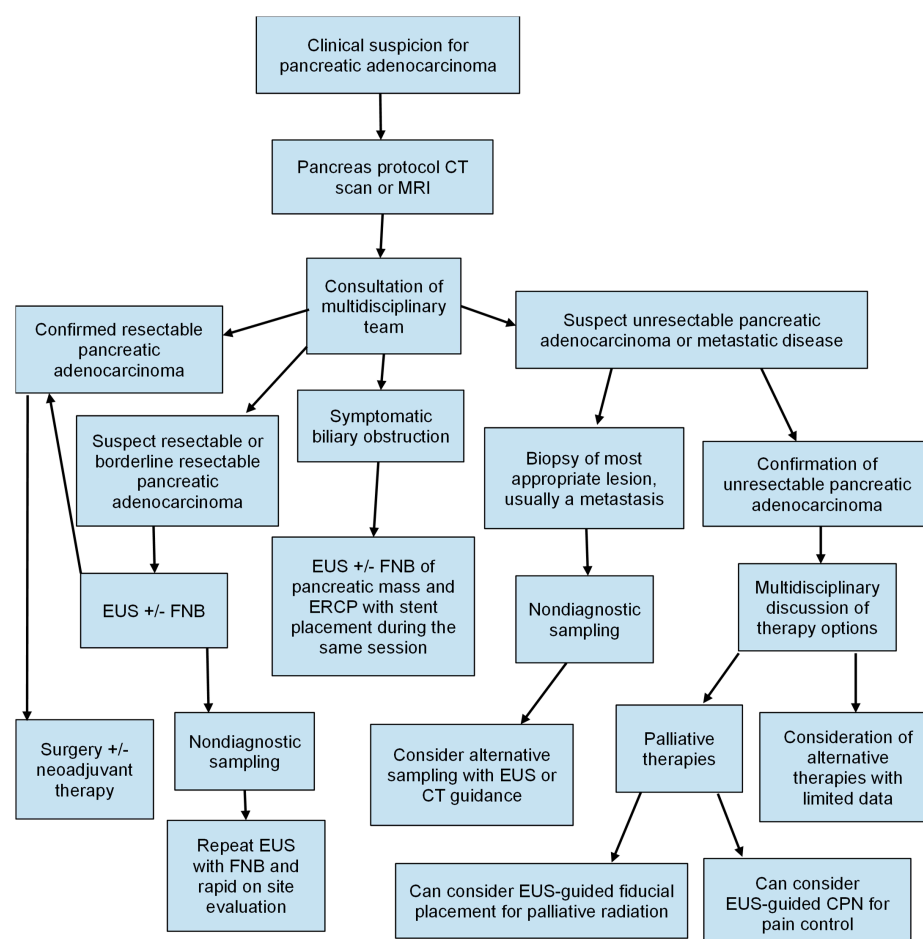 Clinical suspicion for
pancreatic adenocarcinoma
Pancreas protocol CT
scan or MRI
Consultation of
multidisciplinary
team
Confirmed resectable
pancreatic
adenocarcinoma
Suspect unresectable pancreatic
adenocarcinoma or metastatic disease
Suspect resectable or
borderline resectable
pancreatic
adenocarcinoma
Symptomatic
biliary obstruction
Biopsy of most
appropriate lesion,
usually a metastasis
Confirmation of
unresectable pancreatic
adenocarcinoma
EUS +/- FNB
EUS +/- FNB of
pancreatic mass and
ERCP with stent
placement during the
same session
Nondiagnostic
sampling
Multidisciplinary
discussion of
therapy options
Surgery +/-
neoadjuvant
therapy
Nondiagnostic
sampling
Consider alternative
sampling with EUS or
CT guidance
Palliative
therapies
Consideration of
alternative
therapies with
limited data
Repeat EUS
with FNB and
rapid on site
evaluation
Can consider EUS-guided fiducial
placement for palliative radiation
Can consider
EUS-guided CPN for
pain control